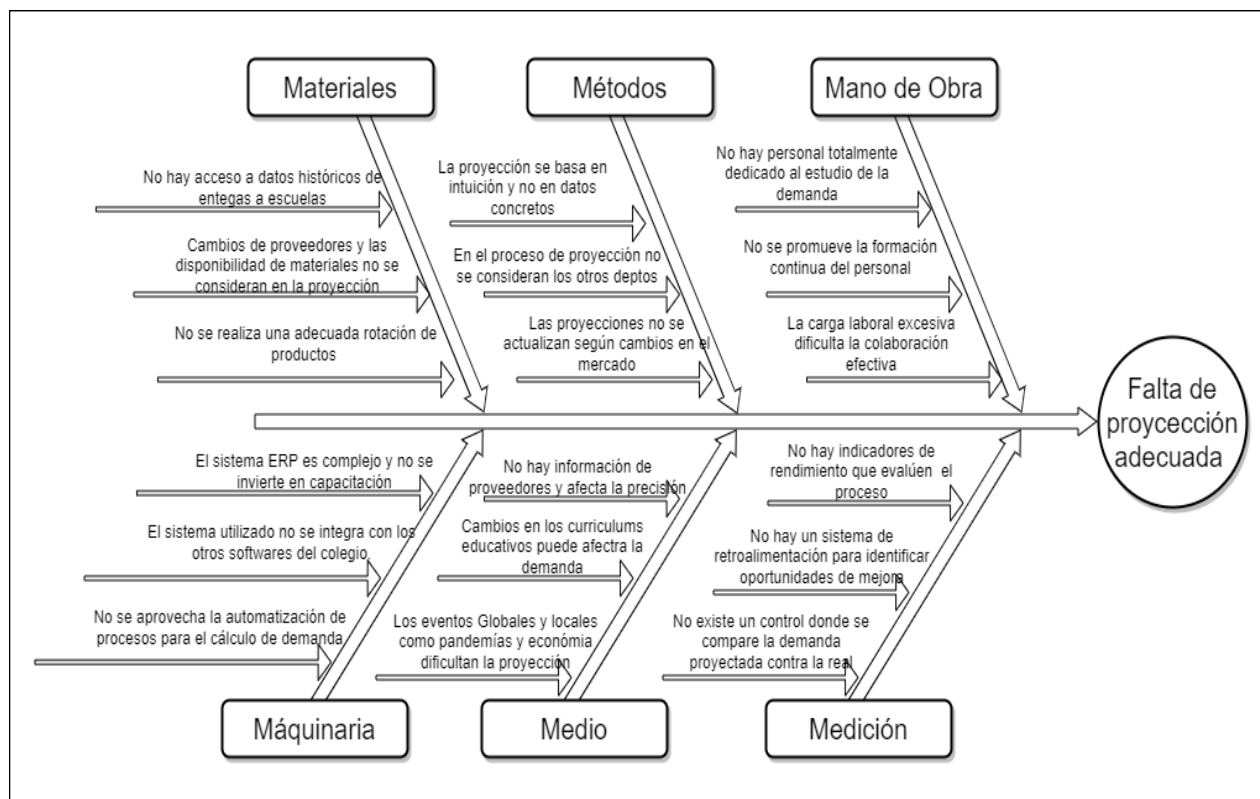 Materiales
Métodos
Mano de Obra
No hay acceso a datos históricos de
entegas a escuelas
Cambios de proveedores y las
disponibilidad de materiales no se
consideran en la proyección
No se realiza una adecuada rotación de
productos
La proyección se basa en
intuición y no en datos
concretos
En el proceso de proyección no
se consideran los otros deptos
Las proyecciones no se
actualizan según cambios en el
mercado
No hay personal totalmente
dedicado al estudio de la
demanda
No se promueve la formación
continua del personal
La carga laboral excesiva
dificulta la colaboración
efectiva
Falta de
proycección
adecuada
El sistema ERP es complejo y no se
invierte en capacitación
El sistema utilizado no se integra con los
otros softwares del colegio
No se aprovecha la automatización de
procesos para el cálculo de demanda
No hay información de
proveedores y afecta la precisión
Cambios en los curriculums
educativos puede afectra la
demanda
Los eventos Globales y locales
como pandemías y económia
dificultan la proyección
No hay indicadores de
rendimiento que evalúen el
proceso
No hay un sistema de
retroalimentación para identificar
oportunidades de mejora
No existe un control donde se
compare la demanda
proyectada contra la real
Máquinaria
Medio
Medición